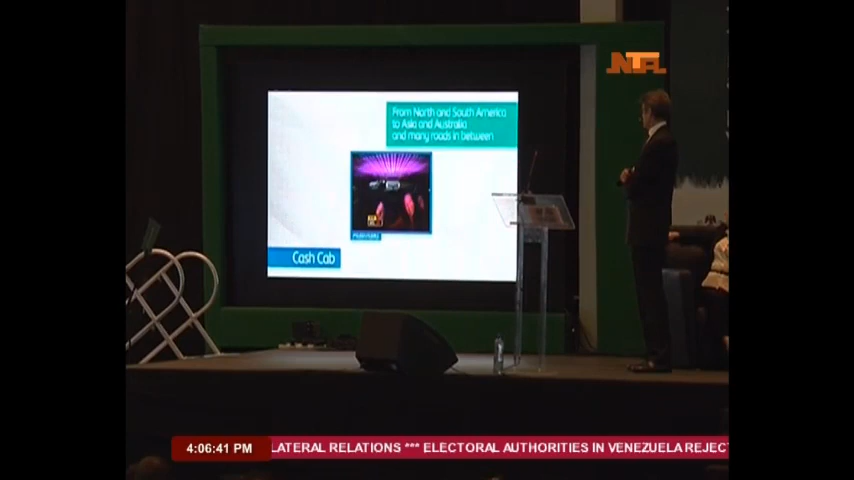 NTA
From North and South America
to Asia and Australia
and many roads in between
Cash Cab
4:06:41 PM
LATERAL RELATIONS *** ELECTORAL AUTHORITIES IN VENEZUELA REJECT